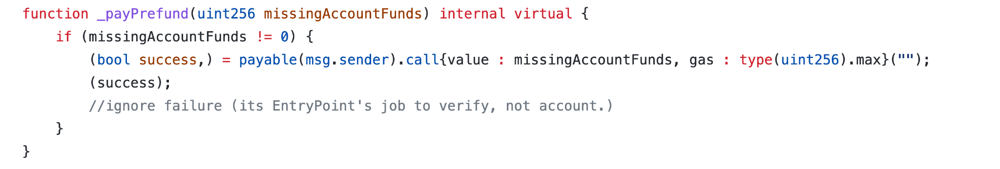 function _payPrefund(uint256 missingAccountFunds) internal virtual {
    if (missingAccountFunds != 0) {
        (bool success,) = payable(msg.sender).call{value : missingAccountFunds, gas : type(uint256).max}("");
        (success);
        //ignore failure (its EntryPoint's job to verify, not account.)
    }
}